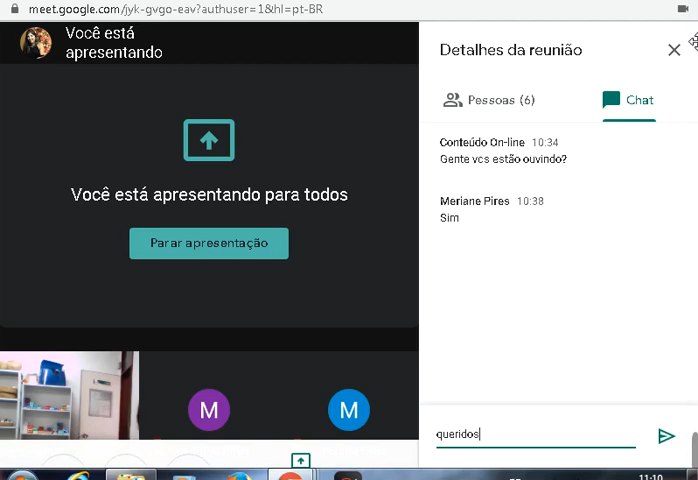 meet.google.com/jyk-gvgo-eav?authuser=1&hl=pt-BR
Você está
apresentando
Você está apresentando para todos
Parar apresentação
M
M
Detalhes da reunião
Pessoas (6)
Chat
Conteúdo On-line 10:34
Gente vcs estão ouvindo?
Meriane Pires 10:38
Sim
queridos
11:10